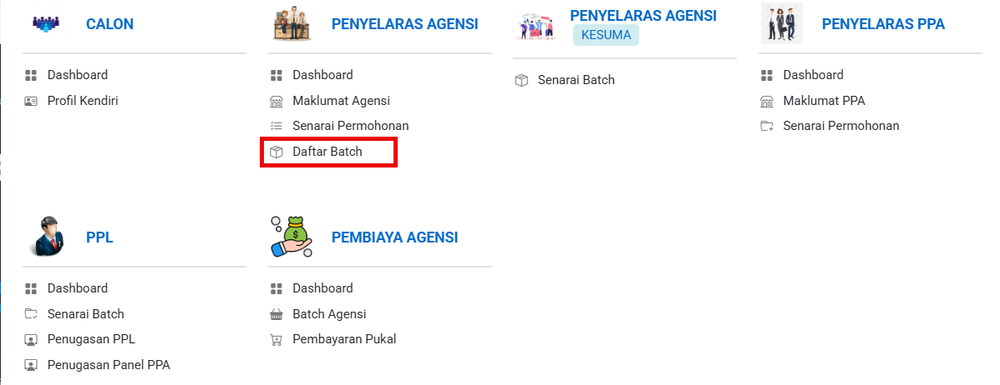 CALON
Dashboard
Profil Kendiri
PENYELARAS AGENSI
Dashboard
Maklumat Agensi
Senarai Permohonan
Daftar Batch
PENYELARAS AGENSI
KESUMA
Senarai Batch
PENYELARAS PPA
Dashboard
Maklumat PPA
Senarai Permohonan
PPL
Dashboard
Senarai Batch
Penugasan PPL
Penugasan Panel PPA
PEMBIAYA AGENSI
Dashboard
Batch Agensi
Pembayaran Pukal